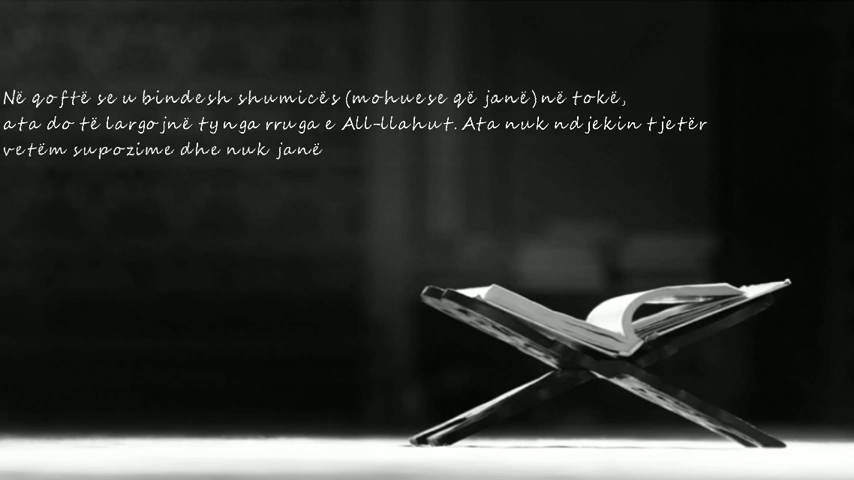 Në qoftë se u bindesh shumicës (mohuese që janë) në tokë,
ata do të largojnë ty nga rruga e All-llahut. Ata nuk ndjekin tjetër
vetëm supozime dhe nuk janë